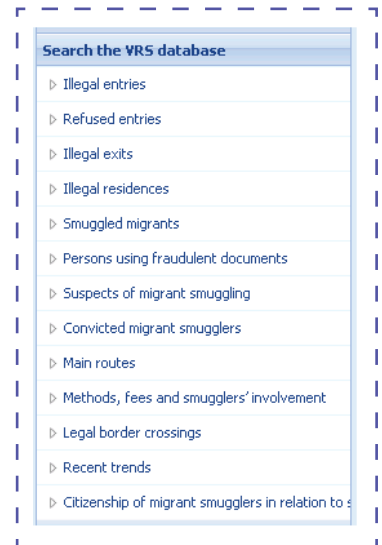 Search the VRS database
Illegal entries
Refused entries
Illegal exits
Illegal residences
Smuggled migrants
Persons using fraudulent documents
Suspects of migrant smuggling
Convicted migrant smugglers
Main routes
Methods, fees and smugglers' involvement
Legal border crossings
Recent trends
Citizenship of migrant smugglers in relation to